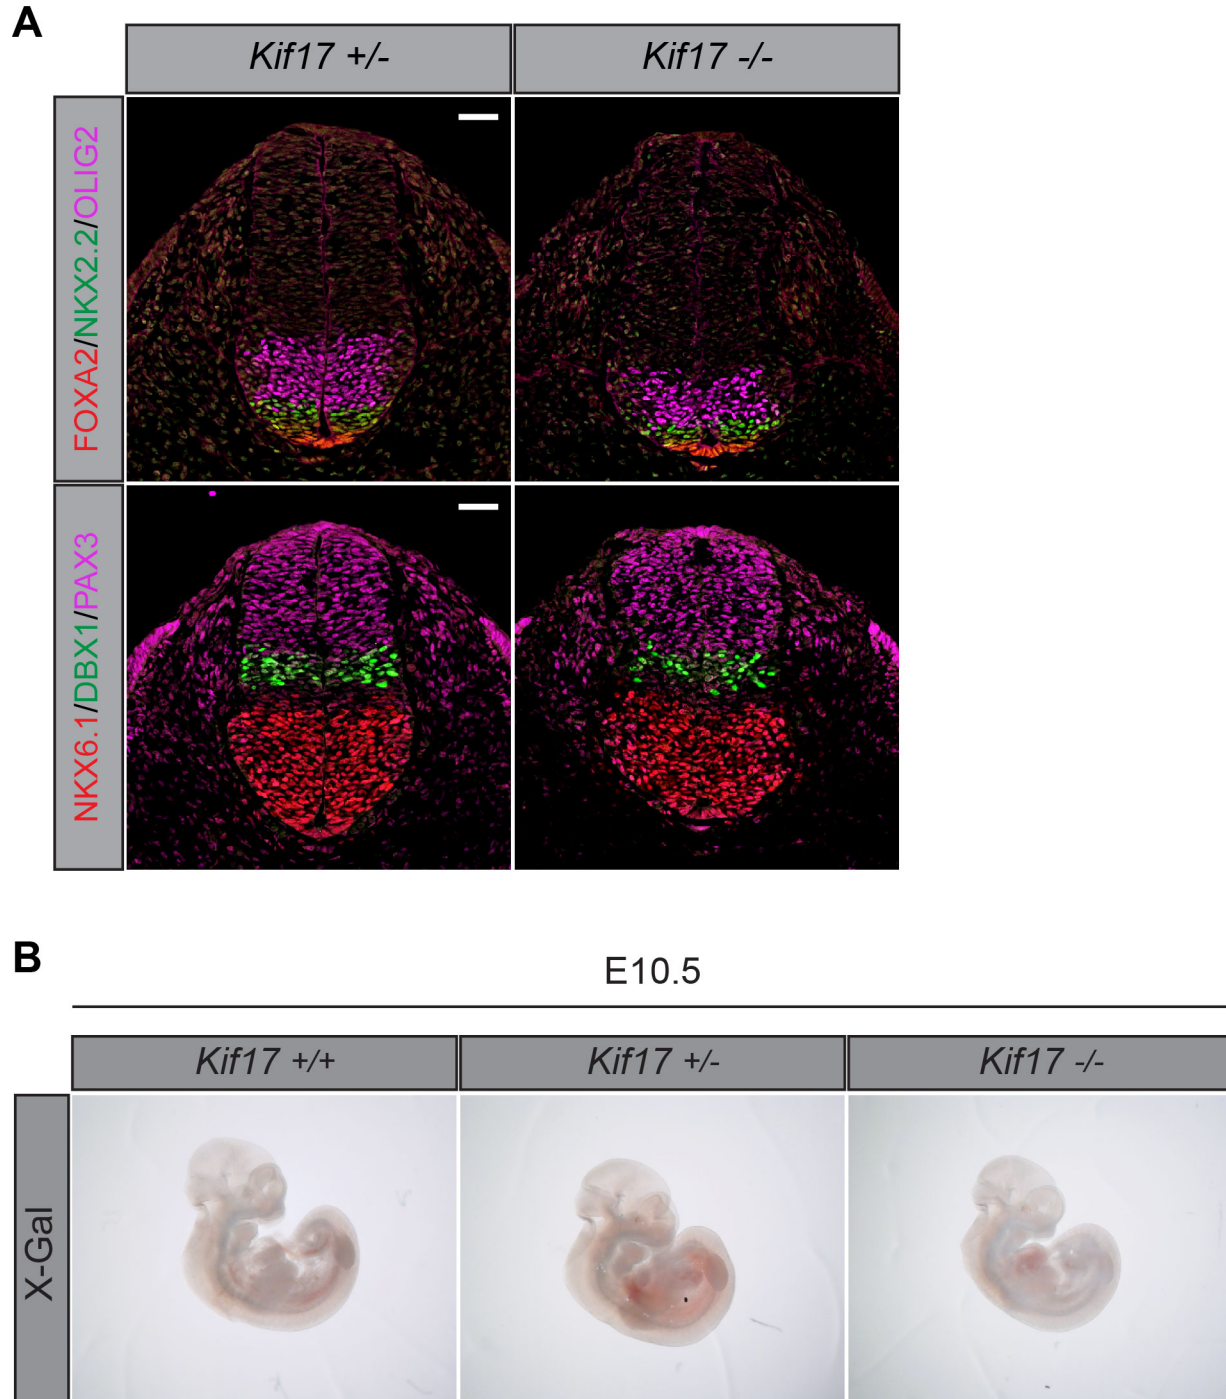 A
Kif17 +/-
Kif17 -/-
FOXA2/NKX2.2/OLIG2
NKX6.1/DBX1/PAX3
B
E10.5
Kif17 +/+
Kif17 +/-
Kif17 -/-
X-Gal